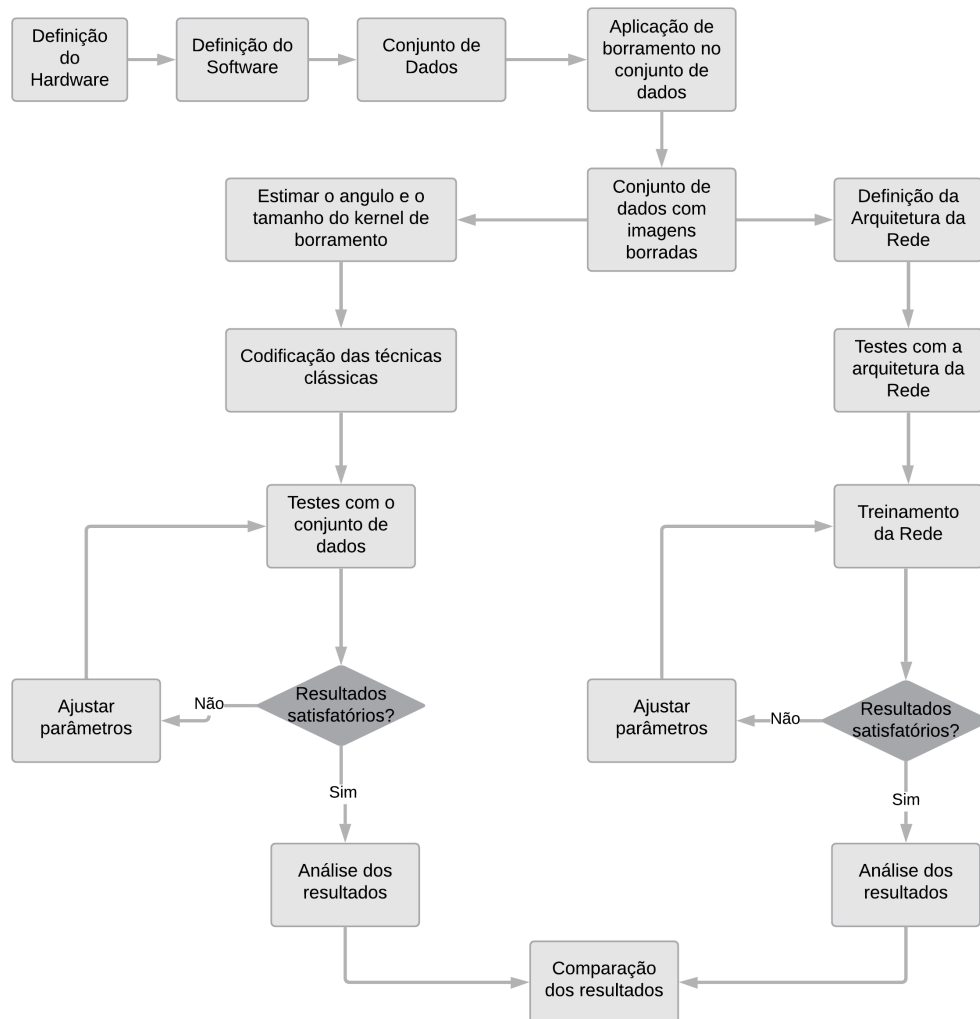 Definição
do
Hardware
Definição do
Software
Conjunto de
Dados
Aplicação de
borramento no
conjunto de
dados
Estimar o angulo e o
tamanho do kernel de
borramento
Conjunto de
dados com
imagens
borradas
Definição da
Arquitetura da
Rede
Codificação das técnicas
clássicas
Testes com a
arquitetura da
Rede
Testes com o
conjunto de
dados
Treinamento
da Rede
Ajustar
parâmetros
Não
Resultados
satisfatórios?
Ajustar
parâmetros
Não
Resultados
satisfatórios?
Sim
Sim
Análise dos
resultados
Análise dos
resultados
Comparação
dos resultados